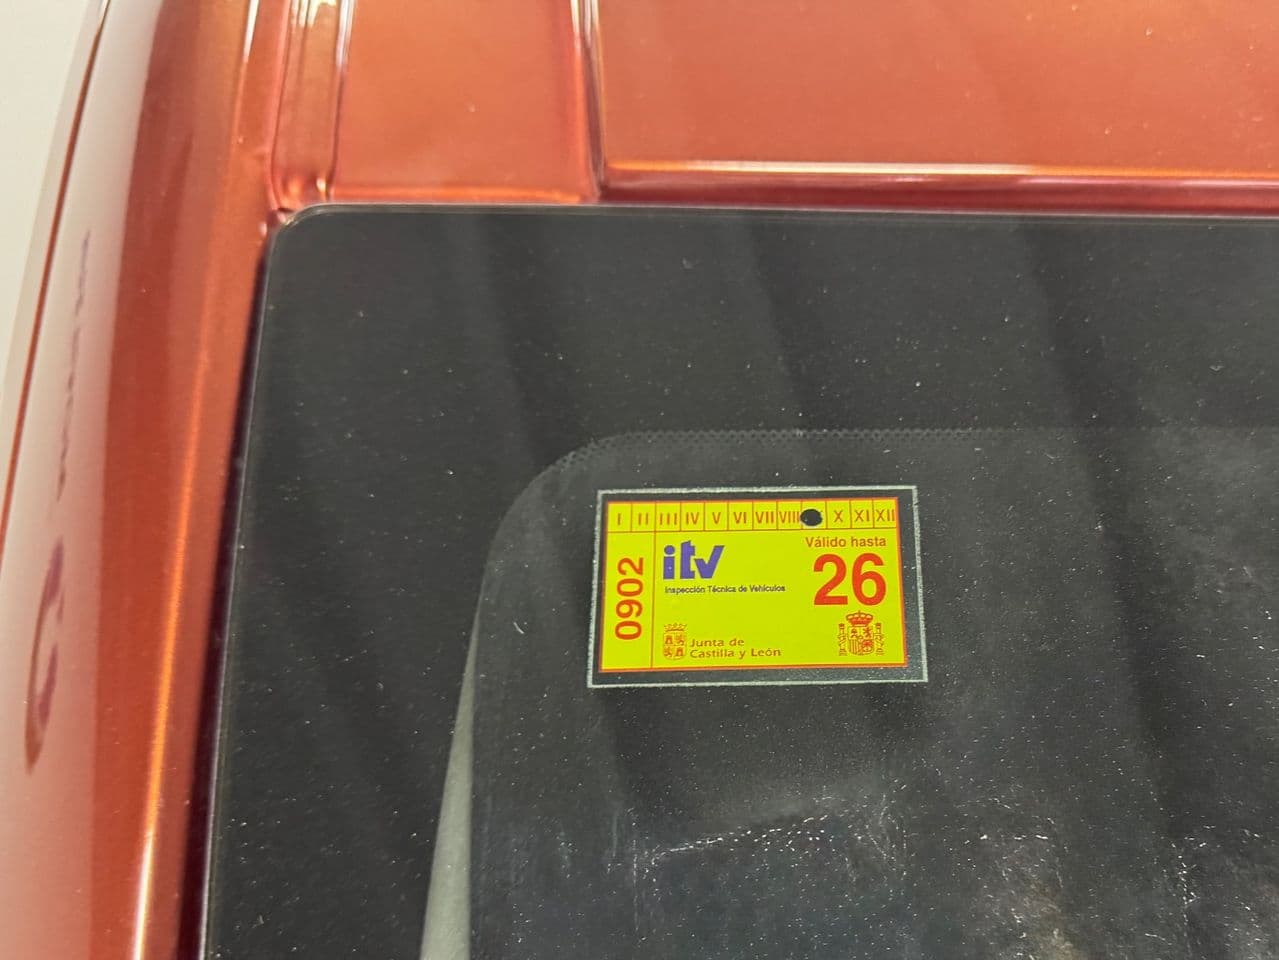 I II III IV V VI VII VIII X XI XII
Válido hasta
itv
26
Inspección Técnica de Vehículos
0902
Junta de
Castilla y León